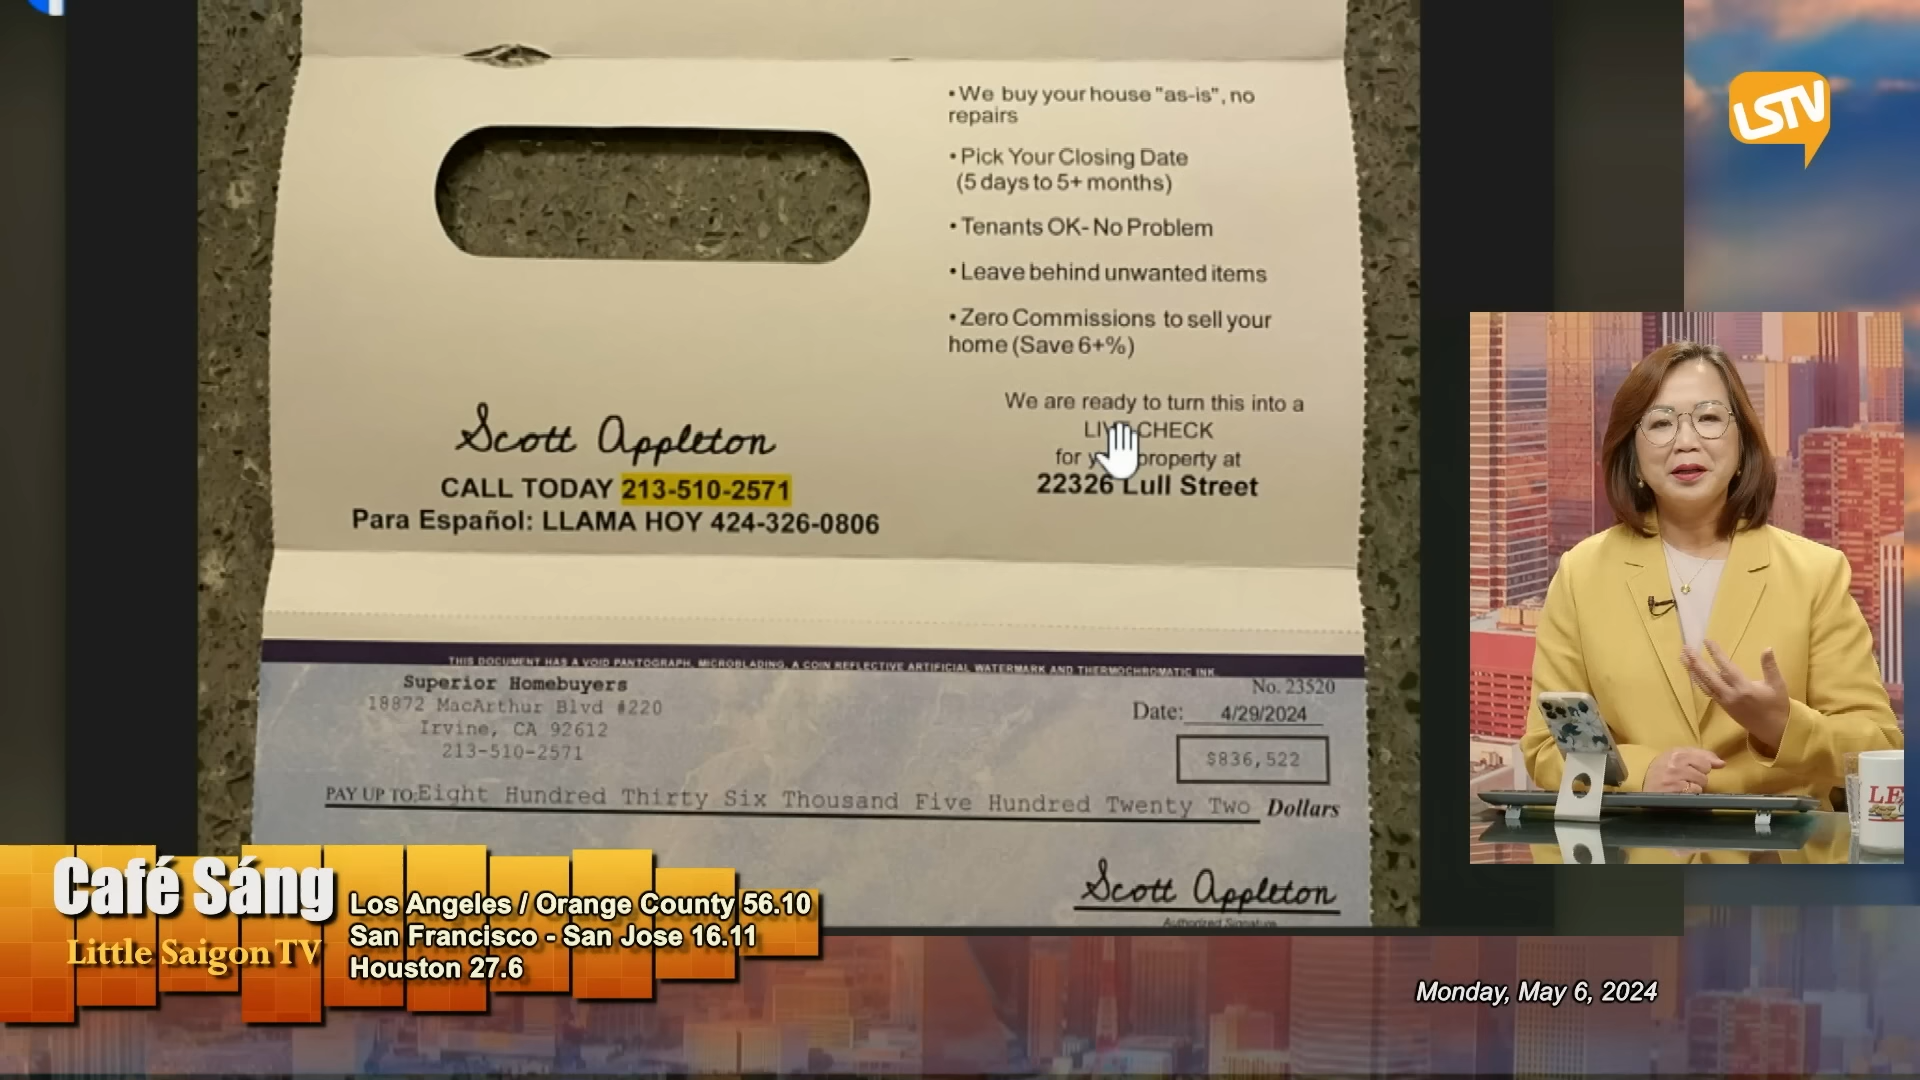 • We buy your house "as-is", no
repairs
• Pick Your Closing Date
(5 days to 5+ months)
• Tenants OK- No Problem
• Leave behind unwanted items
• Zero Commissions to sell your
home (Save 6+%)
We are ready to turn this into a
LIVE CHECK
for your property at
22326 Lull Street
Scott Appleton
CALL TODAY 213-510-2571
Para Español: LLAMA HOY 424-326-0806
THIS DOCUMENT HAS A VOID PANTOGRAPH, MICROBLADING, A COIN REFLECTIVE ARTIFICIAL WATERMARK AND THERMOCHROMATIC INK.
Superior Homebuyers
18872 MacArthur Blvd #220
Irvine, CA 92612
213-510-2571
No. 23520
Date: 4/29/2024
$836,522
PAY UP TO: Eight Hundred Thirty Six Thousand Five Hundred Twenty Two Dollars
Scott Appleton
Authorized Signature
LSTV
Café Sáng
Little Saigon TV
Los Angeles / Orange County 56.10
San Francisco - San Jose 16.11
Houston 27.6
Monday, May 6, 2024